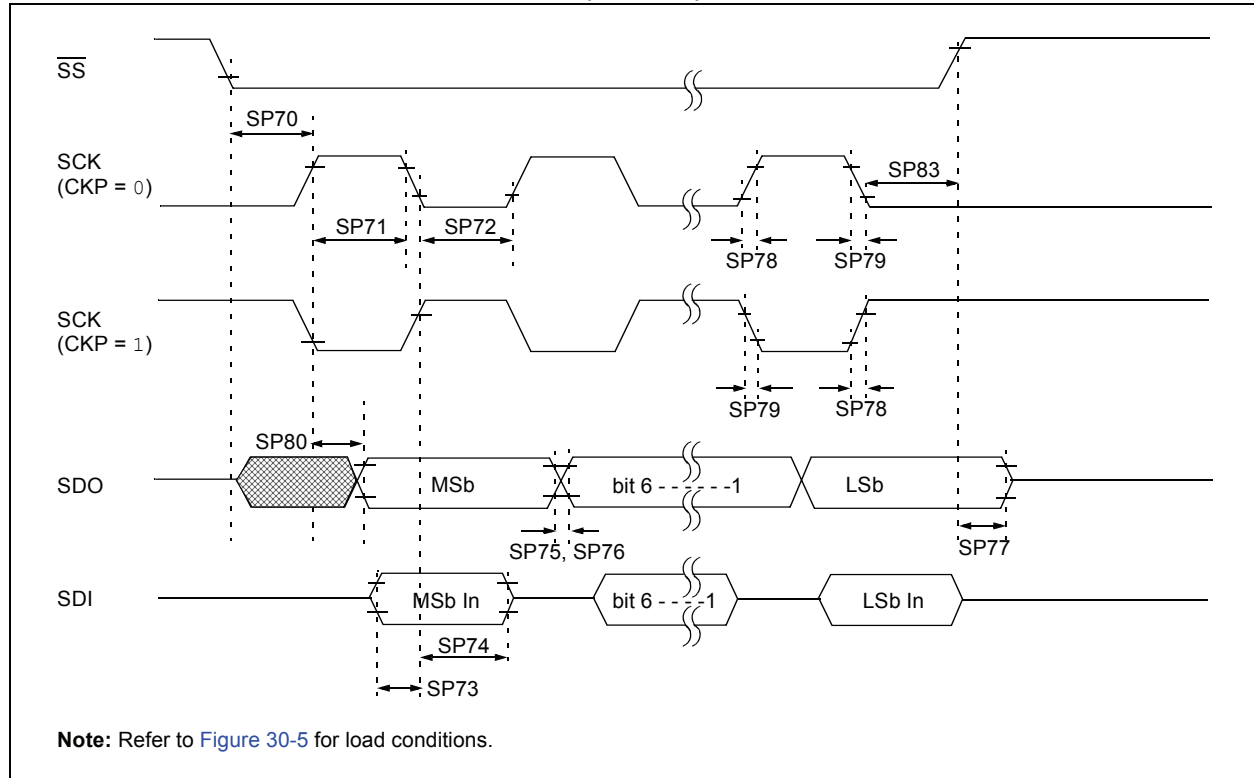 SS
SP70
SCK
(CKP = 0)
SP83
SP71
SP72
SP78
SP79
SCK
(CKP = 1)
SP79
SP78
SP80
SDO
MSb
bit 6 - - - - - -1
LSb
SP75, SP76
SP77
SDI
MSb In
bit 6 - - - - -1
LSb In
SP74
SP73
Note: Refer to Figure 30-5 for load conditions.